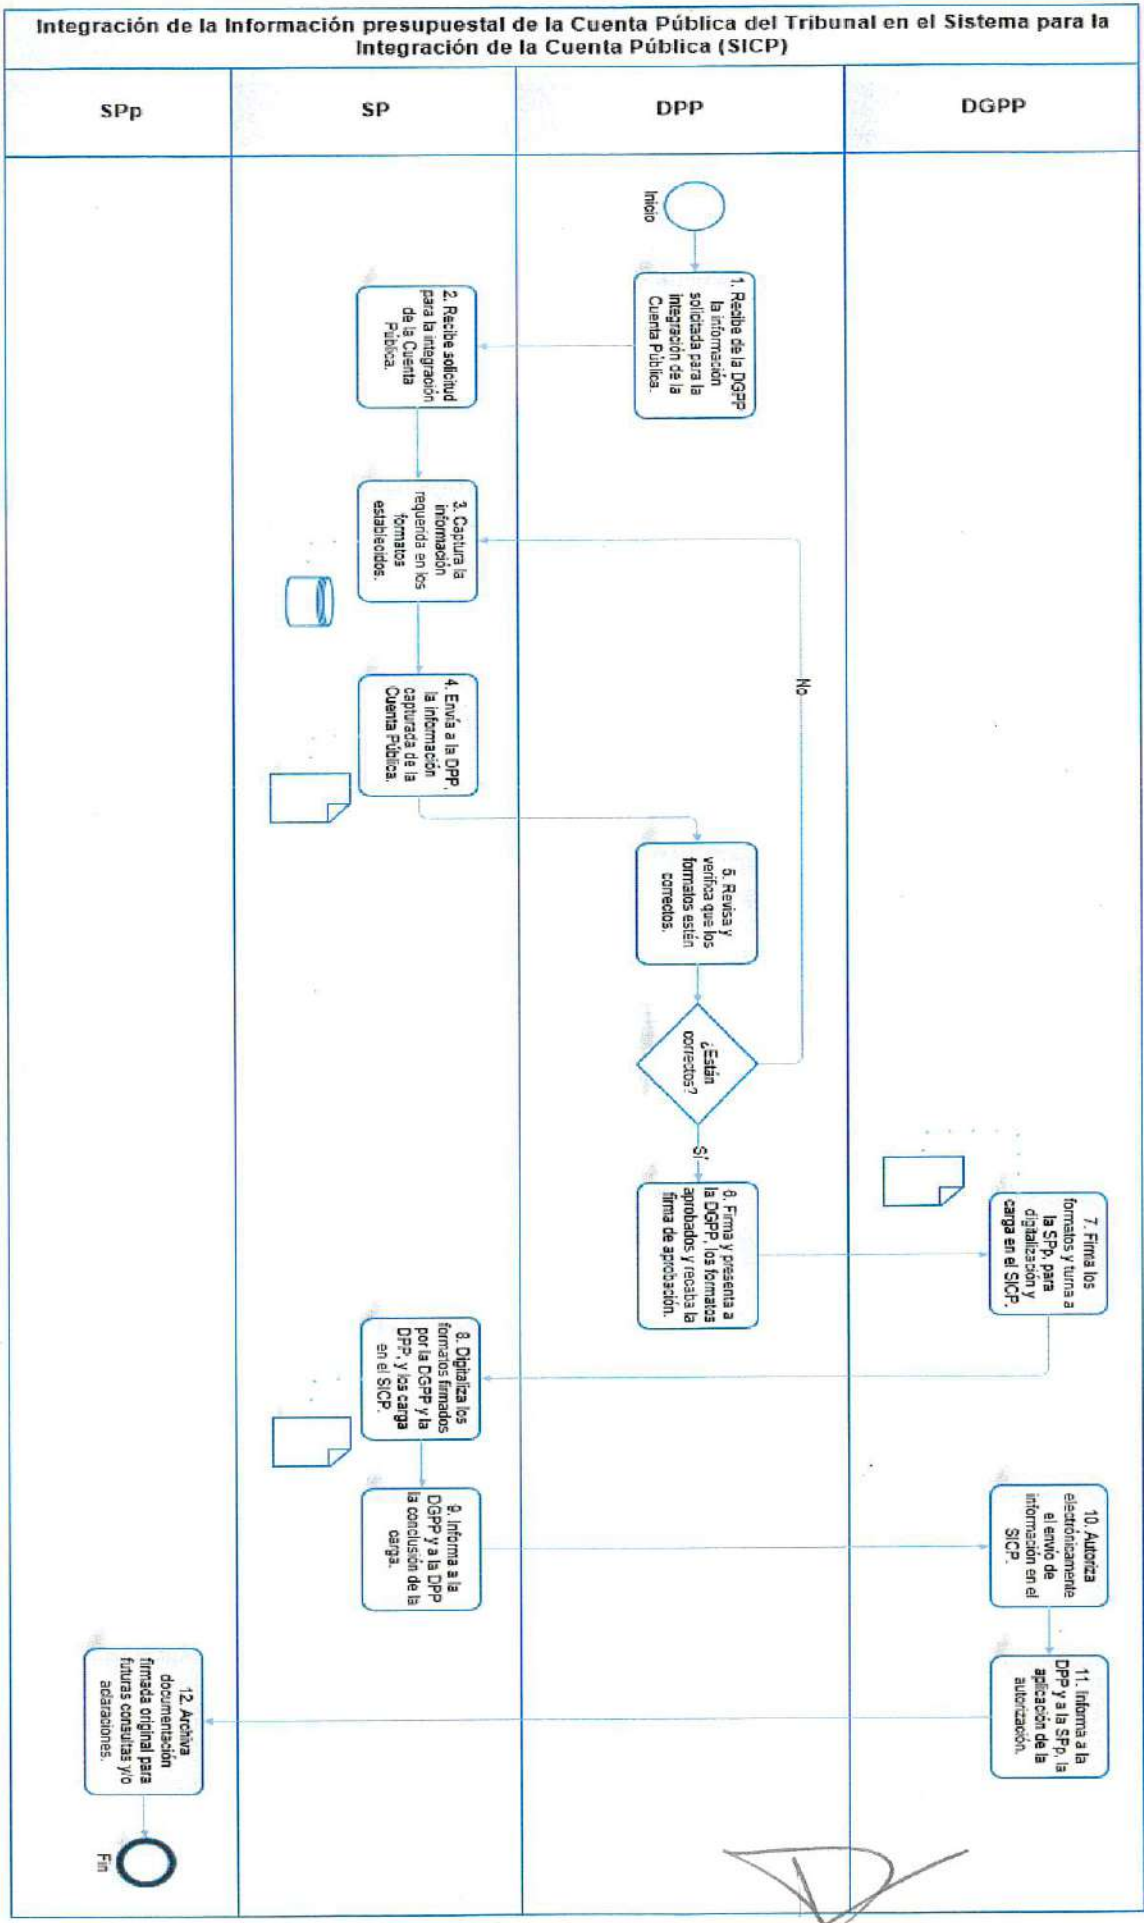 Integración de la Información presupuestal de la Cuenta Pública del Tribunal en el Sistema para la
Integración de la Cuenta Pública (SICP)
SPp
SP
DPP
DGPP
Inicio
1. Recibe de la DGPP
la información
solicitada para la
integración de la
Cuenta Pública.
2. Recibe solicitud
para la integración
de la Cuenta
Pública.
3. Captura la
información
requerida en los
formatos
establecidos.
4. Envía a la DPP,
la información
capturada de la
Cuenta Pública.
5. Revisa y
verifica que los
formatos estén
correctos.
¿Están
correctos?
No
Sí
6. Firma y presenta a
la DGPP, los formatos
aprobados y recaba la
firma de aprobación.
7. Firma los
formatos y turna a
la SPp, para
digitalización y
carga en el SICP.
8. Digitaliza los
formatos firmados
por la DGPP y la
DPP, y los carga
en el SICP.
9. Informa a la
DGPP y a la DPP
la conclusión de la
carga.
10. Autoriza
electrónicamente
el envío de
información en el
SICP.
11. Informa a la
DPP y a la SPp, la
aplicación de la
autorización.
12. Archiva
documentación
firmada original para
futuras consultas y/o
aclaraciones.
Fin